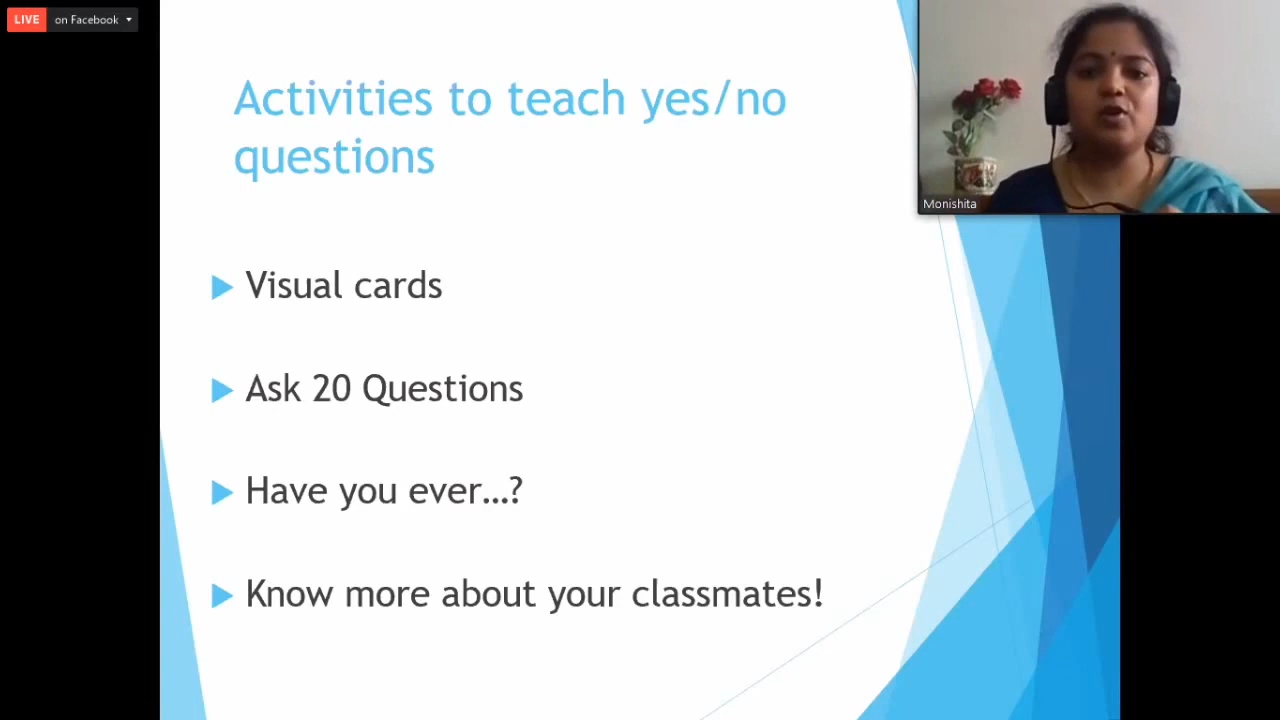 LIVE on Facebook
Activities to teach yes/no
questions
Monishita
Visual cards
Ask 20 Questions
Have you ever…?
Know more about your classmates!